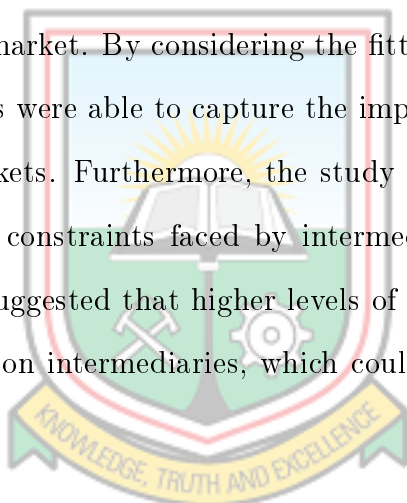 market. By considering the fitt
s were able to capture the imp
kets. Furthermore, the study
constraints faced by interme
uggested that higher levels of
on intermediaries, which coul
KNOWLEDGE, TRUTH AND EXCELLENCE